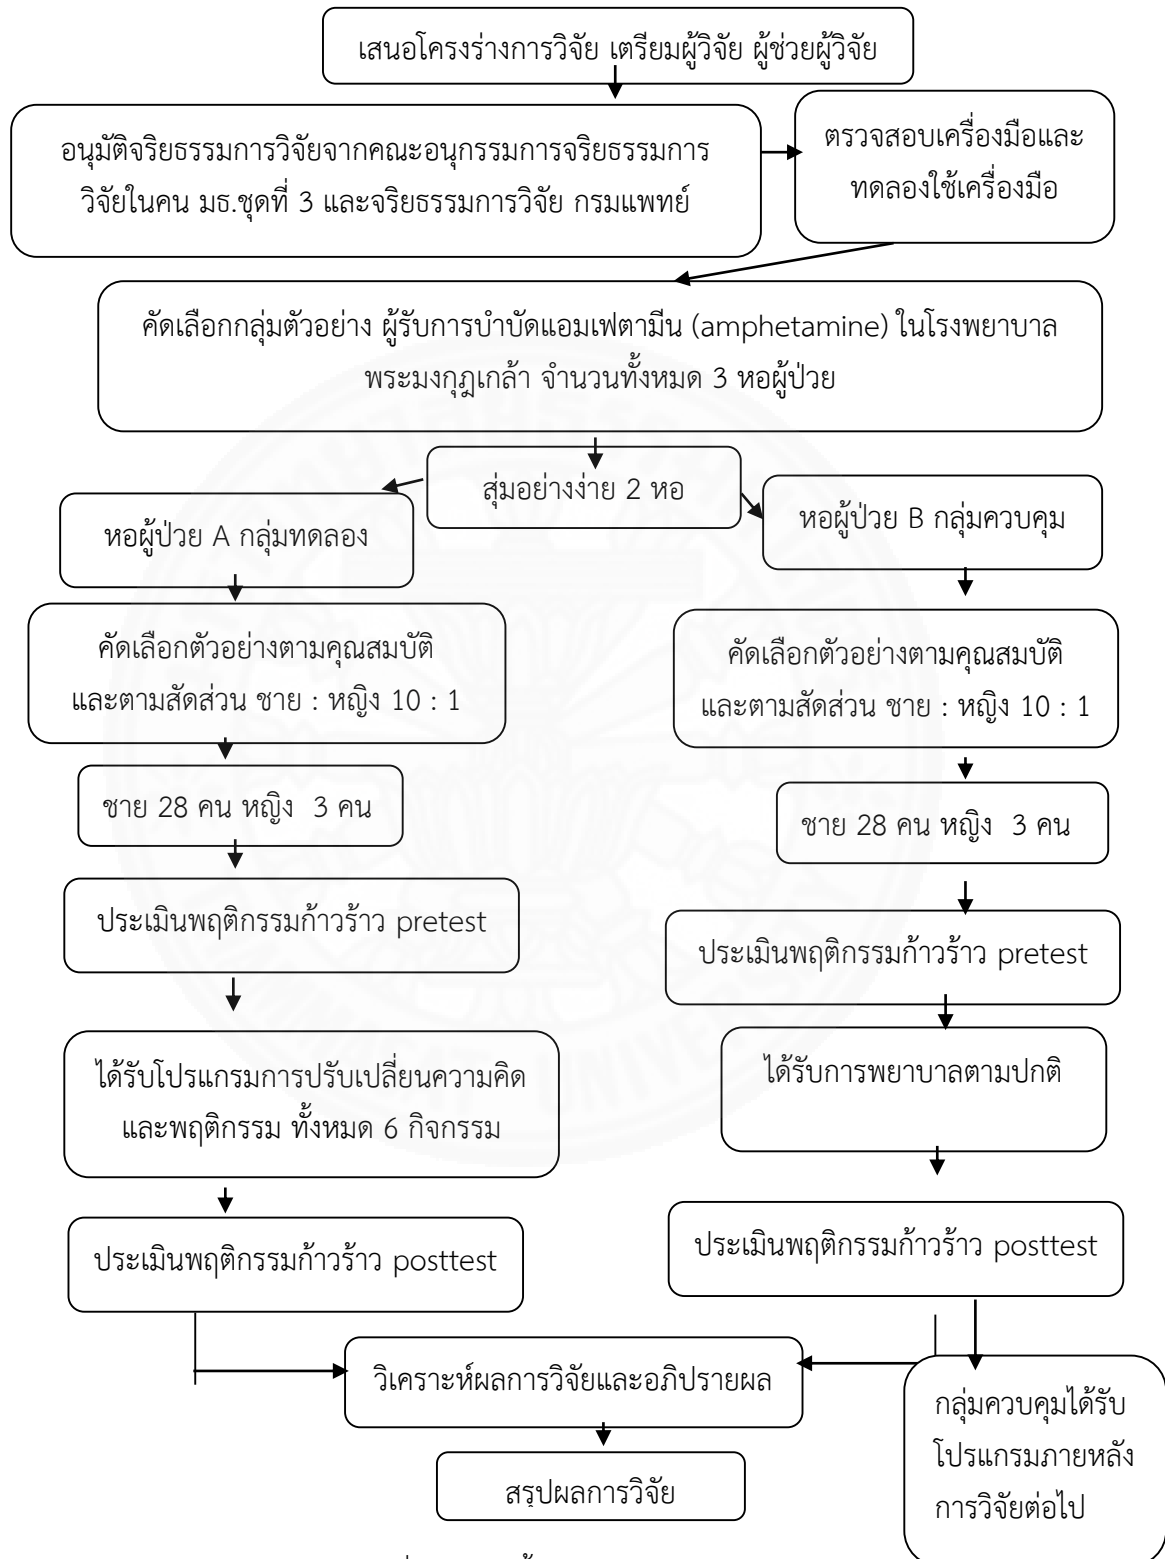 เสนอโครงร่างการวิจัย เตรียมผู้วิจัย ผู้ช่วยผู้วิจัย
อนุมัติจริยธรรมการวิจัยจากคณะอนุกรรมการจริยธรรมการ
วิจัยในคน มธ.ชุดที่ 3 และจริยธรรมการวิจัย กรมแพทย์
ตรวจสอบเครื่องมือและ
ทดลองใช้เครื่องมือ
คัดเลือกกลุ่มตัวอย่าง ผู้รับการบำบัดแอมเฟตามีน (amphetamine) ในโรงพยาบาล
พระมงกุฎเกล้า จำนวนทั้งหมด 3 หอผู้ป่วย
สุ่มอย่างง่าย 2 หอ
หอผู้ป่วย A กลุ่มทดลอง
หอผู้ป่วย B กลุ่มควบคุม
คัดเลือกตัวอย่างตามคุณสมบัติ
และตามสัดส่วน ชาย : หญิง 10 : 1
คัดเลือกตัวอย่างตามคุณสมบัติ
และตามสัดส่วน ชาย : หญิง 10 : 1
ชาย 28 คน หญิง 3 คน
ชาย 28 คน หญิง 3 คน
ประเมินพฤติกรรมก้าวร้าว pretest
ประเมินพฤติกรรมก้าวร้าว pretest
ได้รับโปรแกรมการปรับเปลี่ยนความคิด
และพฤติกรรม ทั้งหมด 6 กิจกรรม
ได้รับการพยาบาลตามปกติ
ประเมินพฤติกรรมก้าวร้าว posttest
ประเมินพฤติกรรมก้าวร้าว posttest
วิเคราะห์ผลการวิจัยและอภิปรายผล
กลุ่มควบคุมได้รับ
โปรแกรมภายหลัง
การวิจัยต่อไป
สรุปผลการวิจัย
THAMMASAT UNIVERSITY